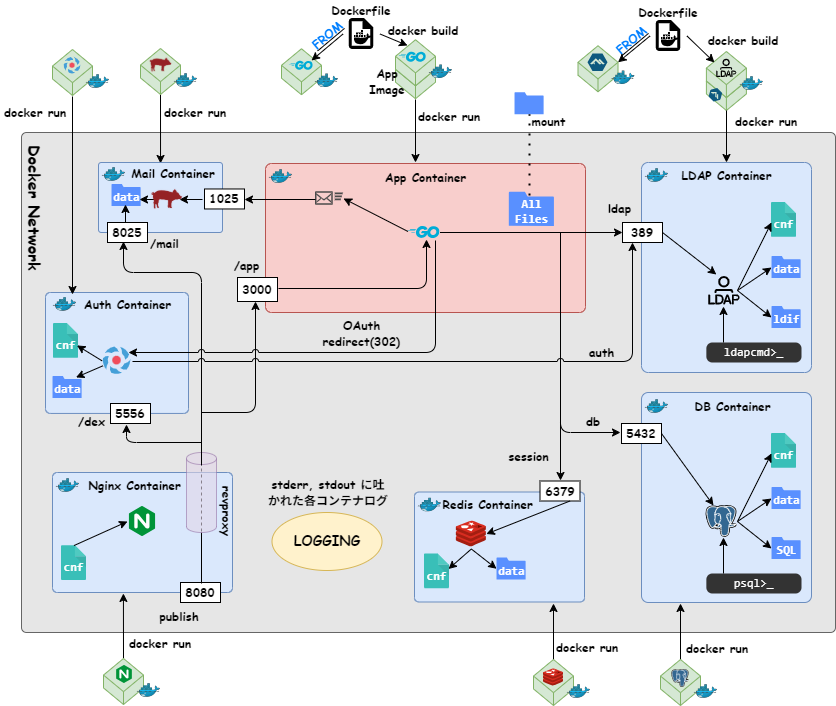 Dockerfile
FROM
docker build
GO
GO
App
Image
docker run
Dockerfile
FROM
docker build
LDAP
docker run
docker run
docker run
mount
Docker Network
Mail Container
data
1025
8025
/mail
App Container
All
Files
GO
/app
3000
ldap
389
LDAP Container
cnf
data
ldif
LDAP
ldapcmd>_
Auth Container
cnf
data
5556
/dex
OAuth
redirect(302)
auth
db
5432
DB Container
cnf
data
SQL
psql>_
session
6379
Redis Container
cnf
data
Nginx Container
cnf
revproxy
8080
publish
stderr, stdout に吐
かれた各コンテナログ
LOGGING
docker run
docker run
docker run